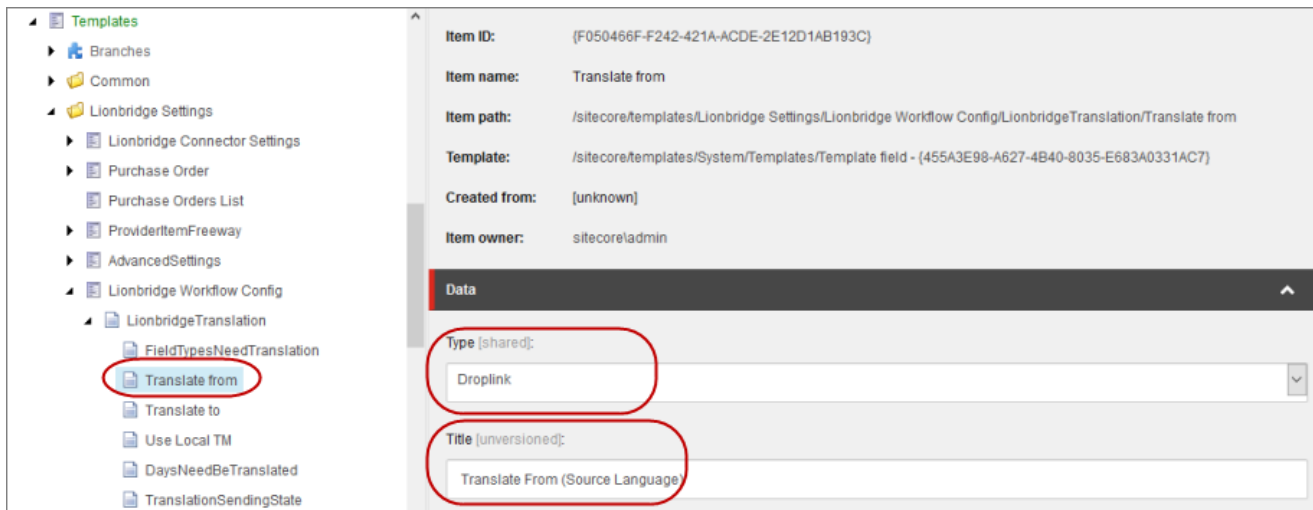 Templates
Branches
Common
Lionbridge Settings
Lionbridge Connector Settings
Purchase Order
Purchase Orders List
ProviderItemFreeway
AdvancedSettings
Lionbridge Workflow Config
LionbridgeTranslation
FieldTypesNeedTranslation
Translate from
Translate to
Use Local TM
DaysNeedBeTranslated
TranslationSendingState
Item ID: {F050466F-F242-421A-ACDE-2E12D1AB193C}
Item name: Translate from
Item path: /sitecore/templates/Lionbridge Settings/Lionbridge Workflow Config/LionbridgeTranslation/Translate from
Template: /sitecore/templates/System/Templates/Template field - {455A3E98-A627-4B40-8035-E683A0331AC7}
Created from: [unknown]
Item owner: sitecore\admin
Data
Type [shared]:
Droplink
Title [unversioned]:
Translate From (Source Language)